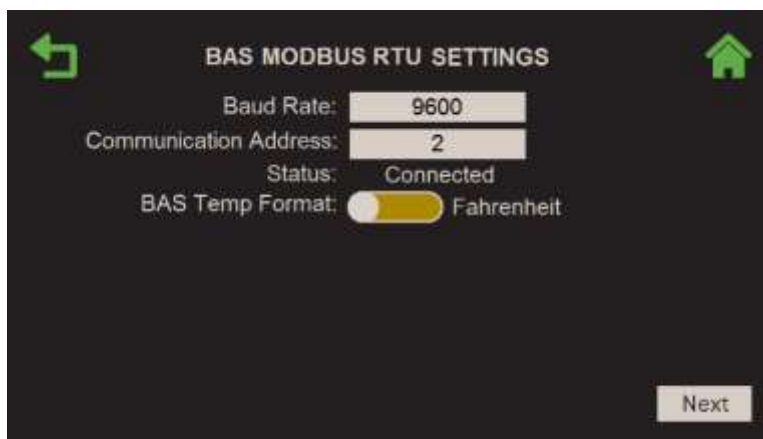 BAS MODBUS RTU SETTINGS
Baud Rate: 9600
Communication Address: 2
Status: Connected
BAS Temp Format: Fahrenheit
Next